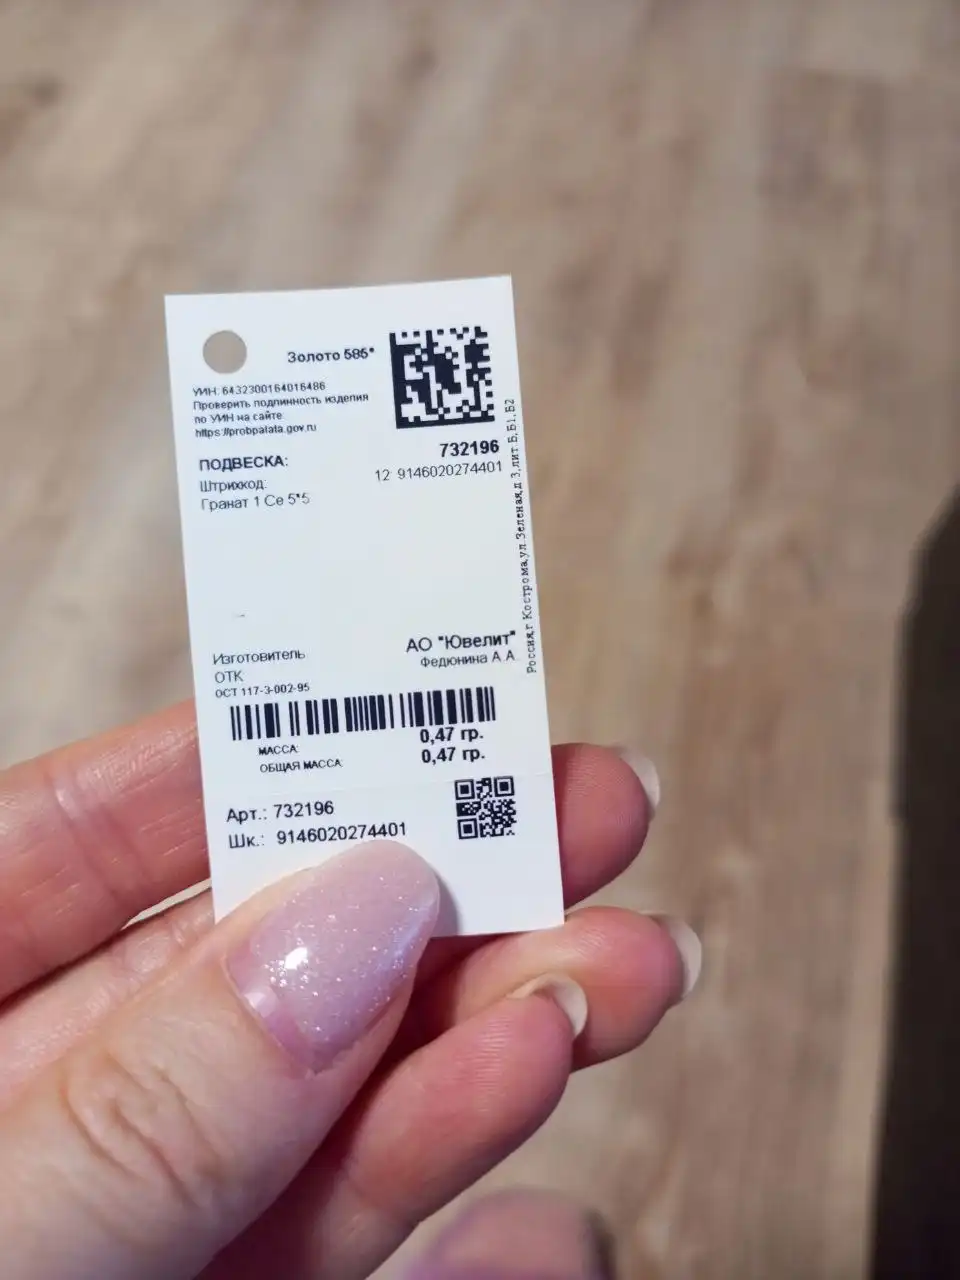 Золото 585*
УИН: 6432300164016486
Проверить подлинность изделия
по УИН на сайте
https://probpalata.gov.ru
732196
ПОДВЕСКА:
Штрихкод:
12 9146020274401
Гранат 1 Се 5*5
Россия,г Кострома,ул.Зеленая,д 3,лит Б,Б1,Б2
АО "Ювелит"
Изготовитель
Федюнина А.А.
ОТК
ОСТ 117-3-002-95
МАССА: 0,47 гр.
ОБЩАЯ МАССА: 0,47 гр.
Арт.: 732196
Шк.: 9146020274401